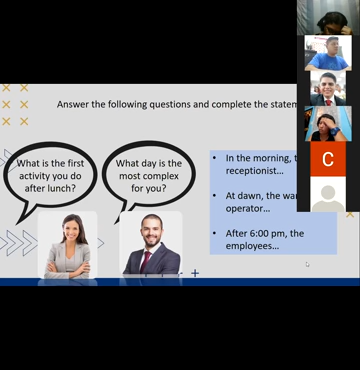 Answer the following questions and complete the
What is the first
activity you do
after lunch?
What day is the
most complex
for you?
• In the morning,
receptionist...
• At dawn, the
operator...
• After 6:00 pm, the
employees...
C